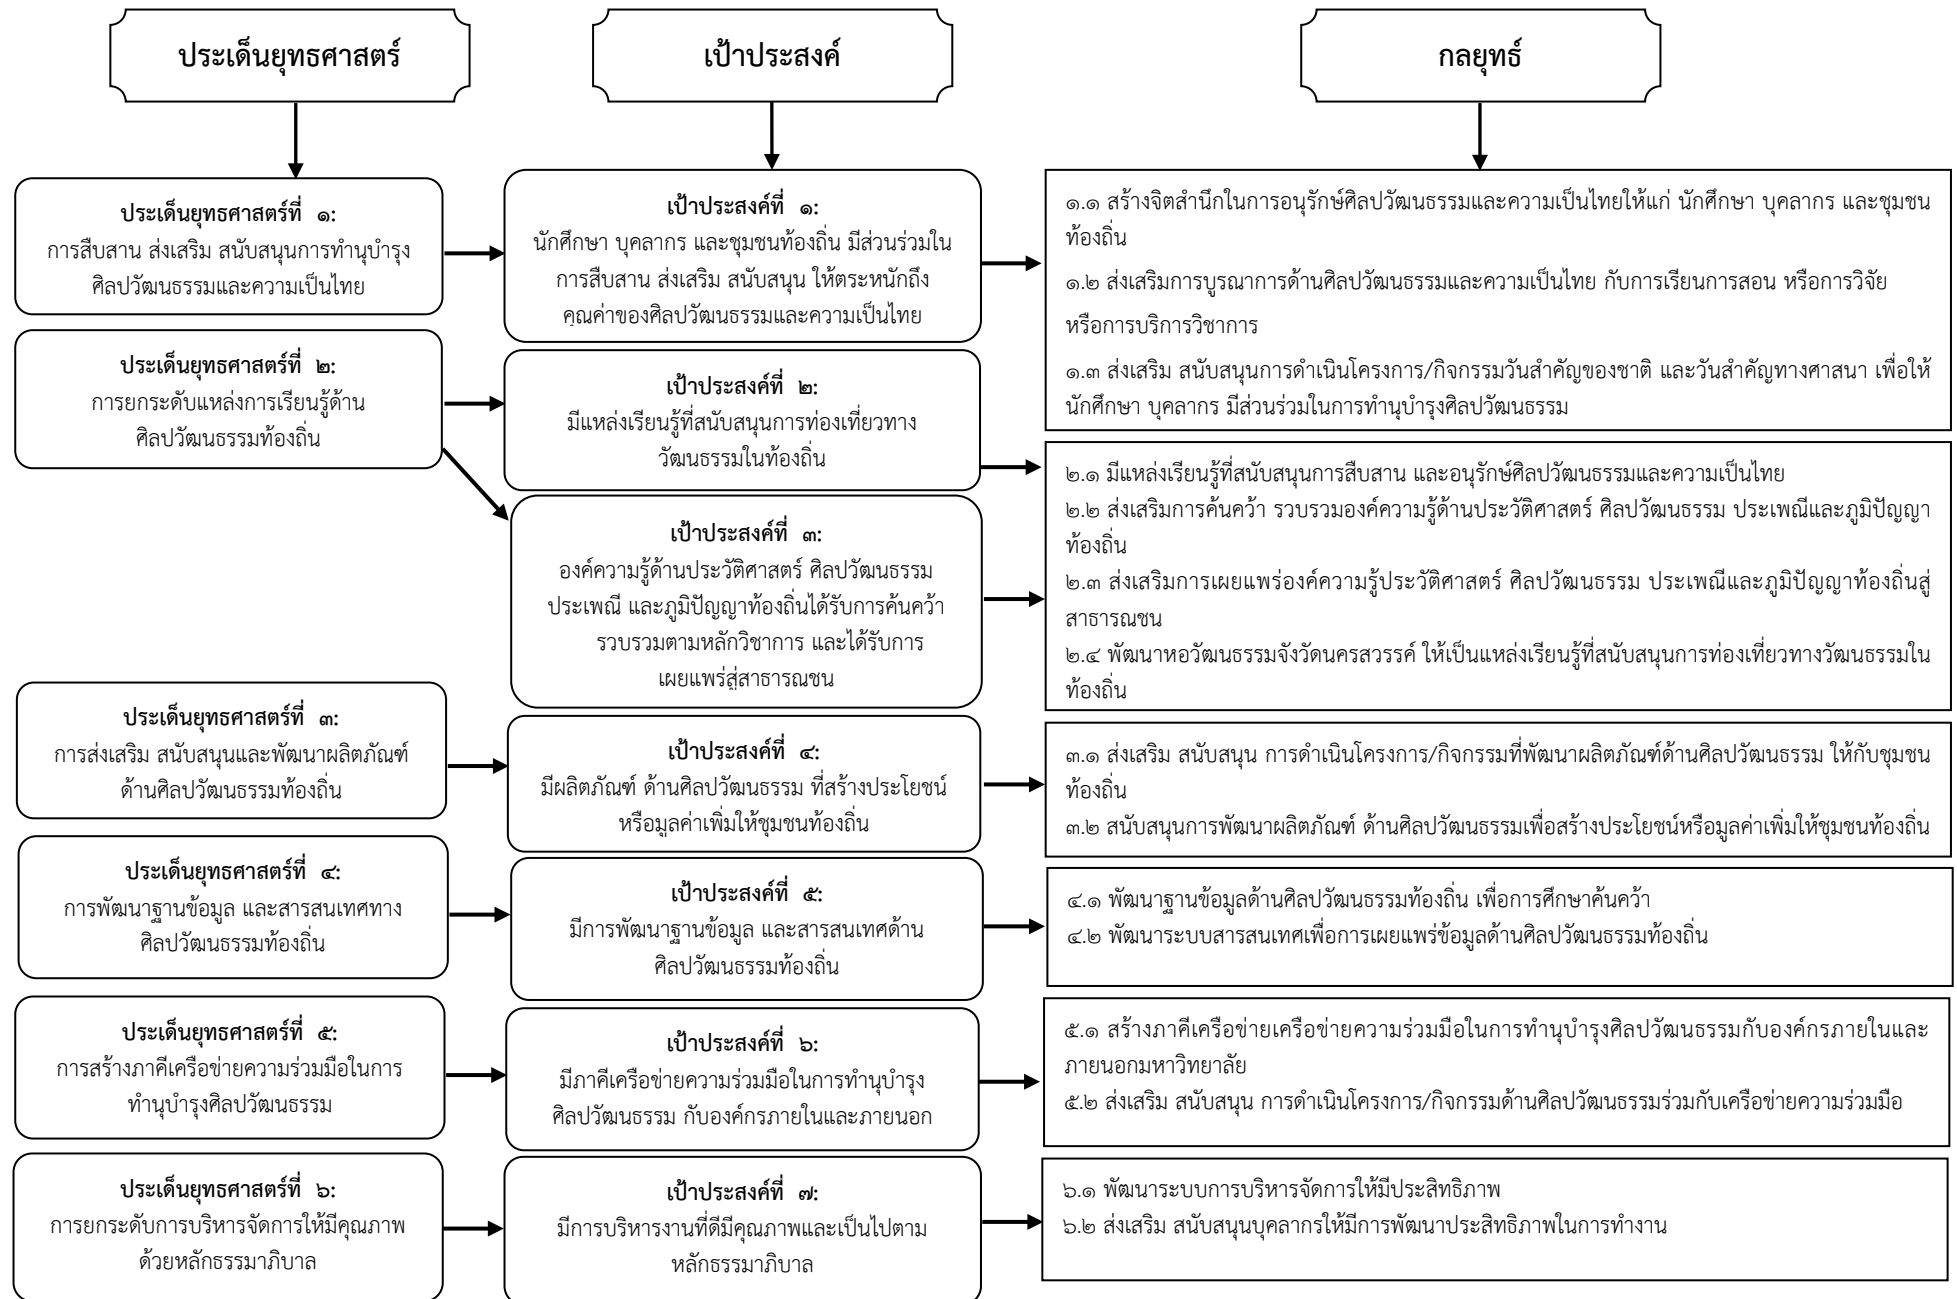 ประเด็นยุทธศาสตร์
เป้าประสงค์
กลยุทธ์
ประเด็นยุทธศาสตร์ที่ ๑:
การสืบสาน ส่งเสริม สนับสนุนการทำนุบำรุง
ศิลปวัฒนธรรมและความเป็นไทย
เป้าประสงค์ที่ ๑:
นักศึกษา บุคลากร และชุมชนท้องถิ่น มีส่วนร่วมใน
การสืบสาน ส่งเสริม สนับสนุน ให้ตระหนักถึง
คุณค่าของศิลปวัฒนธรรมและความเป็นไทย
๑.๑ สร้างจิตสำนึกในการอนุรักษ์ศิลปวัฒนธรรมและความเป็นไทยให้แก่ นักศึกษา บุคลากร และชุมชน
ท้องถิ่น
๑.๒ ส่งเสริมการบูรณาการด้านศิลปวัฒนธรรมและความเป็นไทย กับการเรียนการสอน หรือการวิจัย
หรือการบริการวิชาการ
๑.๓ ส่งเสริม สนับสนุนการดำเนินโครงการ/กิจกรรมวันสำคัญของชาติ และวันสำคัญทางศาสนา เพื่อให้
นักศึกษา บุคลากร มีส่วนร่วมในการทำนุบำรุงศิลปวัฒนธรรม
ประเด็นยุทธศาสตร์ที่ ๒:
การยกระดับแหล่งการเรียนรู้ด้าน
ศิลปวัฒนธรรมท้องถิ่น
เป้าประสงค์ที่ ๒:
มีแหล่งเรียนรู้ที่สนับสนุนการท่องเที่ยวทาง
วัฒนธรรมในท้องถิ่น
เป้าประสงค์ที่ ๓:
องค์ความรู้ด้านประวัติศาสตร์ ศิลปวัฒนธรรม
ประเพณี และภูมิปัญญาท้องถิ่นได้รับการค้นคว้า
รวบรวมตามหลักวิชาการ และได้รับการ
เผยแพร่สู่สาธารณชน
๒.๑ มีแหล่งเรียนรู้ที่สนับสนุนการสืบสาน และอนุรักษ์ศิลปวัฒนธรรมและความเป็นไทย
๒.๒ ส่งเสริมการค้นคว้า รวบรวมองค์ความรู้ด้านประวัติศาสตร์ ศิลปวัฒนธรรม ประเพณีและภูมิปัญญา
ท้องถิ่น
๒.๓ ส่งเสริมการเผยแพร่องค์ความรู้ประวัติศาสตร์ ศิลปวัฒนธรรม ประเพณีและภูมิปัญญาท้องถิ่นสู่
สาธารณชน
๒.๔ พัฒนาหอวัฒนธรรมจังวัดนครสวรรค์ ให้เป็นแหล่งเรียนรู้ที่สนับสนุนการท่องเที่ยวทางวัฒนธรรมใน
ท้องถิ่น
ประเด็นยุทธศาสตร์ที่ ๓:
การส่งเสริม สนับสนุนและพัฒนาผลิตภัณฑ์
ด้านศิลปวัฒนธรรมท้องถิ่น
เป้าประสงค์ที่ ๔:
มีผลิตภัณฑ์ ด้านศิลปวัฒนธรรม ที่สร้างประโยชน์
หรือมูลค่าเพิ่มให้ชุมชนท้องถิ่น
๓.๑ ส่งเสริม สนับสนุน การดำเนินโครงการ/กิจกรรมที่พัฒนาผลิตภัณฑ์ด้านศิลปวัฒนธรรม ให้กับชุมชน
ท้องถิ่น
๓.๒ สนับสนุนการพัฒนาผลิตภัณฑ์ ด้านศิลปวัฒนธรรมเพื่อสร้างประโยชน์หรือมูลค่าเพิ่มให้ชุมชนท้องถิ่น
ประเด็นยุทธศาสตร์ที่ ๔:
การพัฒนาฐานข้อมูล และสารสนเทศทาง
ศิลปวัฒนธรรมท้องถิ่น
เป้าประสงค์ที่ ๕:
มีการพัฒนาฐานข้อมูล และสารสนเทศด้าน
ศิลปวัฒนธรรมท้องถิ่น
๔.๑ พัฒนาฐานข้อมูลด้านศิลปวัฒนธรรมท้องถิ่น เพื่อการศึกษาค้นคว้า
๔.๒ พัฒนาระบบสารสนเทศเพื่อการเผยแพร่ข้อมูลด้านศิลปวัฒนธรรมท้องถิ่น
ประเด็นยุทธศาสตร์ที่ ๕:
การสร้างภาคีเครือข่ายความร่วมมือในการ
ทำนุบำรุงศิลปวัฒนธรรม
เป้าประสงค์ที่ ๖:
มีภาคีเครือข่ายความร่วมมือในการทำนุบำรุง
ศิลปวัฒนธรรม กับองค์กรภายในและภายนอก
๕.๑ สร้างภาคีเครือข่ายเครือข่ายความร่วมมือในการทำนุบำรุงศิลปวัฒนธรรมกับองค์กรภายในและ
ภายนอกมหาวิทยาลัย
๕.๒ ส่งเสริม สนับสนุน การดำเนินโครงการ/กิจกรรมด้านศิลปวัฒนธรรมร่วมกับเครือข่ายความร่วมมือ
ประเด็นยุทธศาสตร์ที่ ๖:
การยกระดับการบริหารจัดการให้มีคุณภาพ
ด้วยหลักธรรมาภิบาล
เป้าประสงค์ที่ ๗:
มีการบริหารงานที่ดีมีคุณภาพและเป็นไปตาม
หลักธรรมาภิบาล
๖.๑ พัฒนาระบบการบริหารจัดการให้มีประสิทธิภาพ
๖.๒ ส่งเสริม สนับสนุนบุคลากรให้มีการพัฒนาประสิทธิภาพในการทำงาน